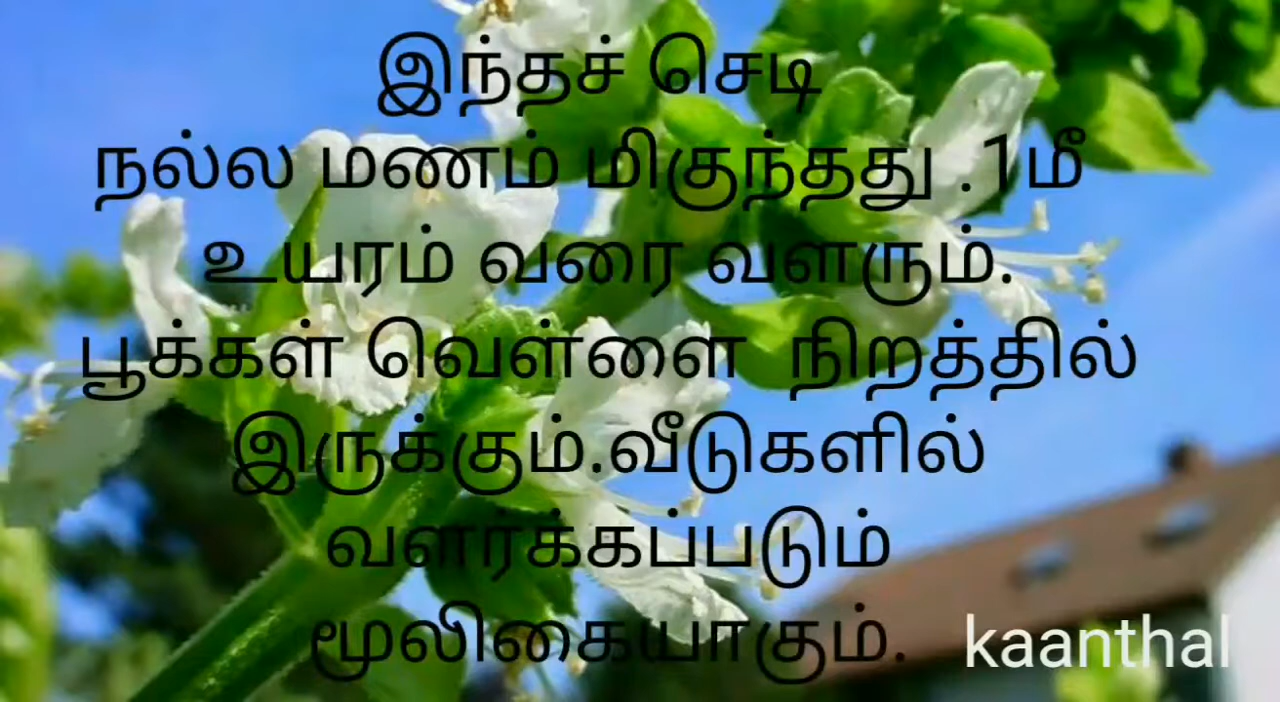 இந்தச் செடி
நல்ல மணம் மிகுந்தது .1மீ
உயரம் வரை வளரும்.
பூக்கள் வெள்ளை நிறத்தில்
இருக்கும்.வீடுகளில்
வளர்க்கப்படும்
மூலிகையாகும்.
kaanthal